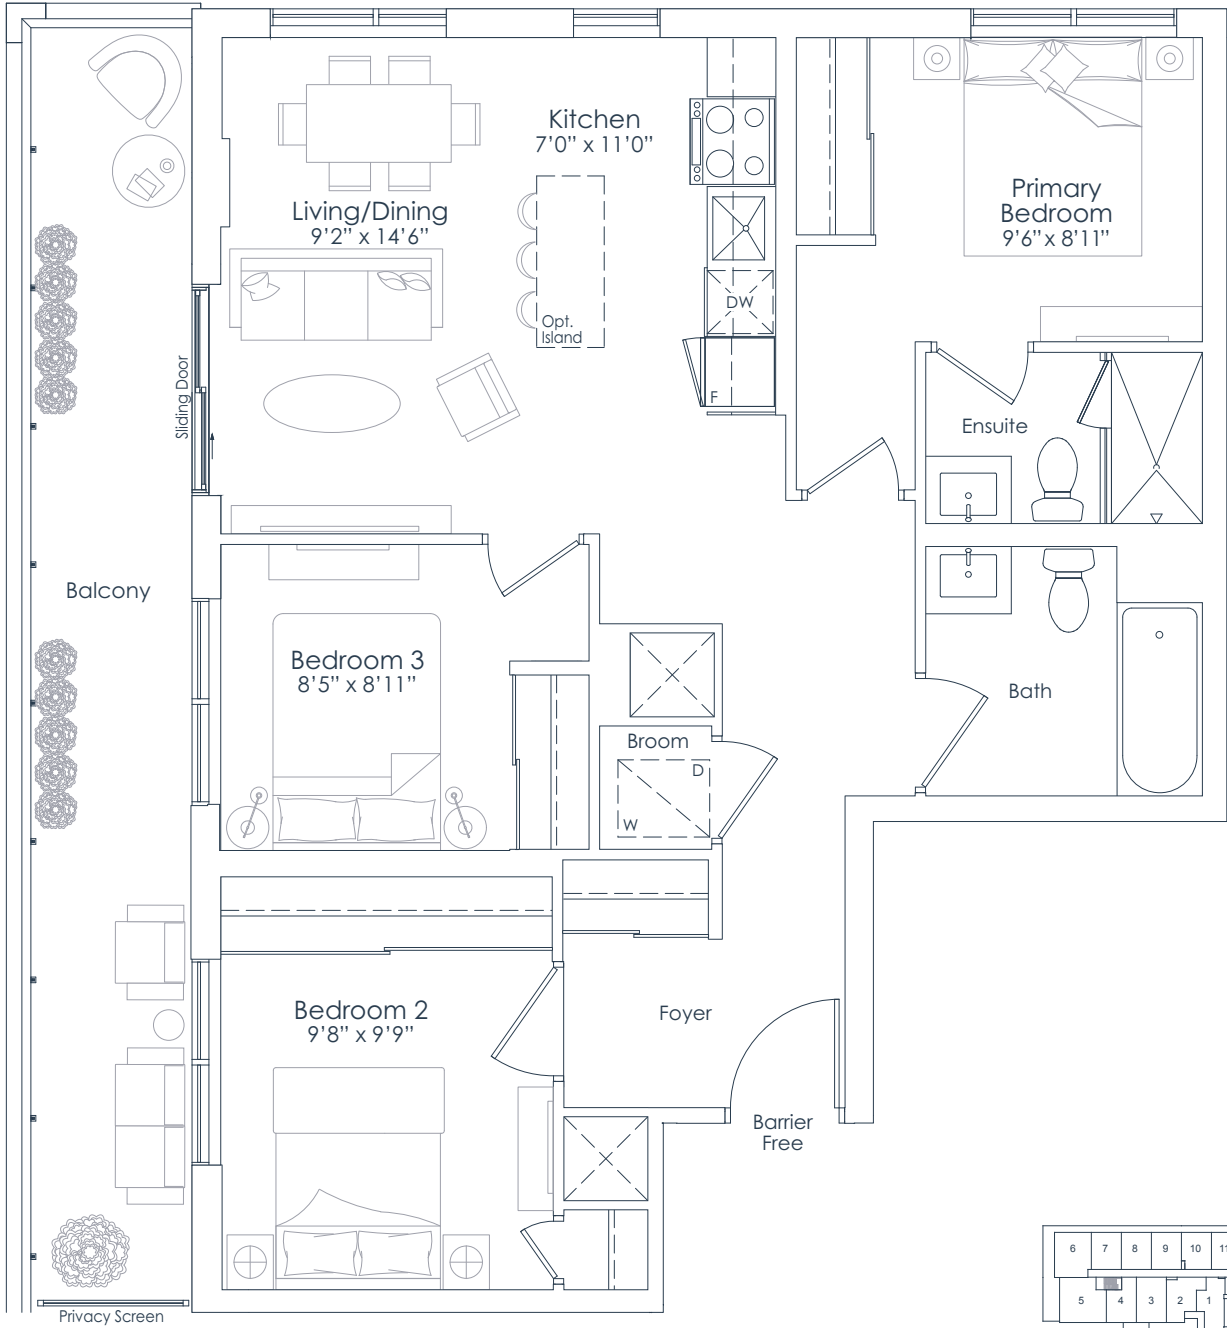 Kitchen
7'0" x 11'0"
Living/Dining
9'2" x 14'6"
Primary
Bedroom
9'6" x 8'11"
DW
Opt.
Island
F
Sliding Door
Ensuite
Balcony
Bedroom 3
8'5" x 8'11"
Bath
Broom
D
W
Bedroom 2
9'8" x 9'9"
Foyer
Barrier
Free
6 7 8 9 10 11
5 4 3 2 1
Privacy Screen